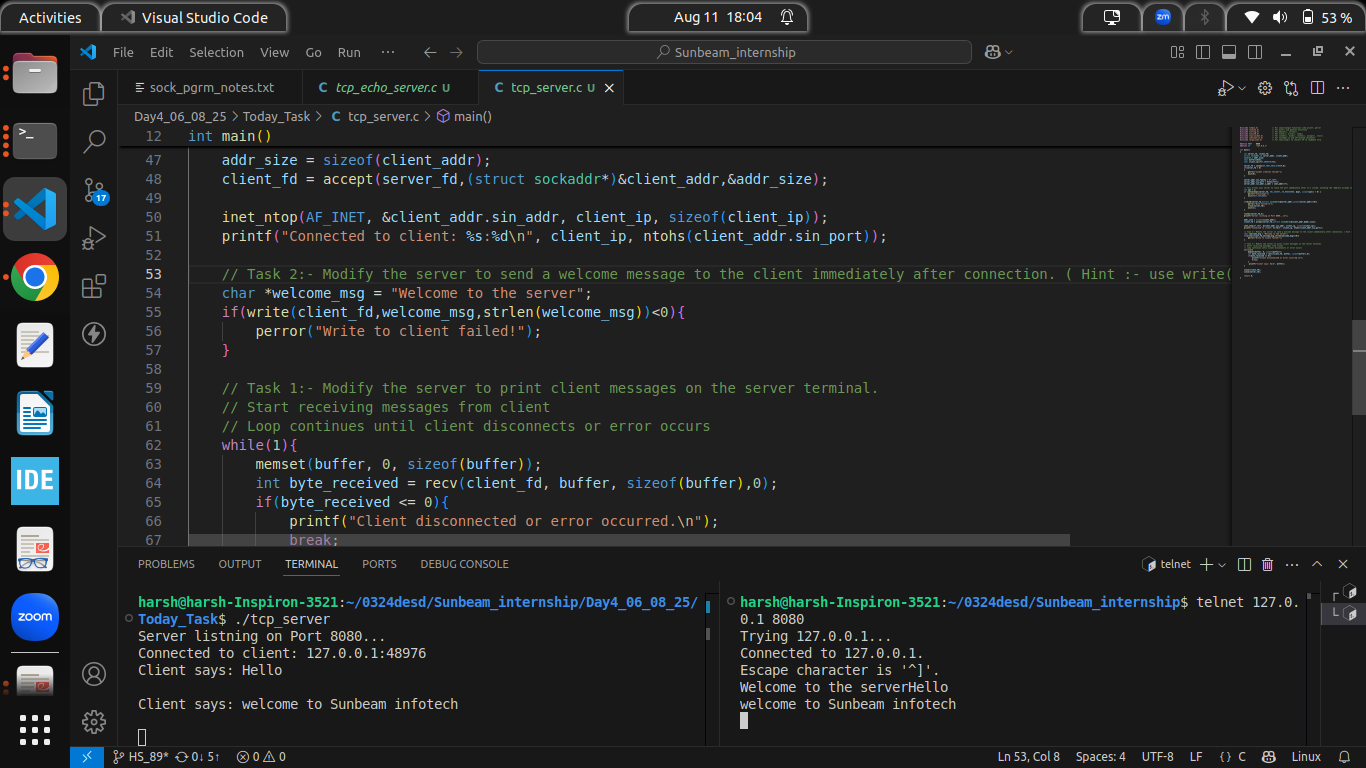 Activities
Visual Studio Code
Aug 11 18:04
zm
53 %
File Edit Selection View Go Run ···
Sunbeam_internship
sock_pgrm_notes.txt
C tcp_echo_server.c U
C tcp_server.c U
Day4_06_08_25 > Today_Task > C tcp_server.c > main()
12 int main()
47 addr_size = sizeof(client_addr);
48 client_fd = accept(server_fd,(struct sockaddr*)&client_addr,&addr_size);
49
50 inet_ntop(AF_INET, &client_addr.sin_addr, client_ip, sizeof(client_ip));
51 printf("Connected to client: %s:%d\n", client_ip, ntohs(client_addr.sin_port));
52
53 // Task 2:- Modify the server to send a welcome message to the client immediately after connection. ( Hint :- use write(
54 char *welcome_msg = "Welcome to the server";
55 if(write(client_fd,welcome_msg,strlen(welcome_msg))<0){
56 perror("Write to client failed!");
57 }
58
59 // Task 1:- Modify the server to print client messages on the server terminal.
60 // Start receiving messages from client
61 // Loop continues until client disconnects or error occurs
62 while(1){
63 memset(buffer, 0, sizeof(buffer));
64 int byte_received = recv(client_fd, buffer, sizeof(buffer),0);
65 if(byte_received <= 0){
66 printf("Client disconnected or error occurred.\n");
67 break;
17
IDE
zoom
PROBLEMS OUTPUT TERMINAL PORTS DEBUG CONSOLE
telnet
harsh@harsh-Inspiron-3521:~/0324desd/Sunbeam_internship/Day4_06_08_25/
Today_Task$ ./tcp_server
Server listning on Port 8080...
Connected to client: 127.0.0.1:48976
Client says: Hello
Client says: welcome to Sunbeam infotech
harsh@harsh-Inspiron-3521:~/0324desd/Sunbeam_internship$ telnet 127.0.
0.1 8080
Trying 127.0.0.1...
Connected to 127.0.0.1.
Escape character is '^]'.
Welcome to the serverHello
welcome to Sunbeam infotech
HS_89* 0↓ 5↑ 0 0
Ln 53, Col 8 Spaces: 4 UTF-8 LF {} C Linux